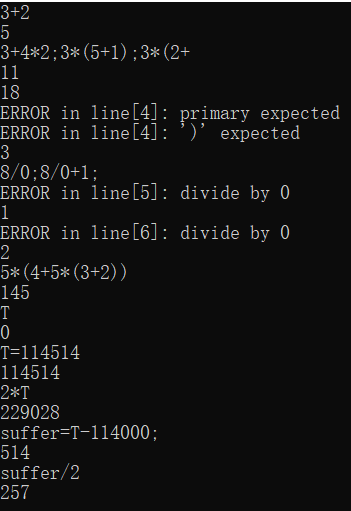 3+2
5
3+4*2;3*(5+1);3*(2+
11
18
ERROR in line[4]: primary expected
ERROR in line[4]: ')' expected
3
8/0;8/0+1;
ERROR in line[5]: divide by 0
1
ERROR in line[6]: divide by 0
2
5*(4+5*(3+2))
145
T
0
T=114514
114514
2*T
229028
suffer=T-114000;
514
suffer/2
257